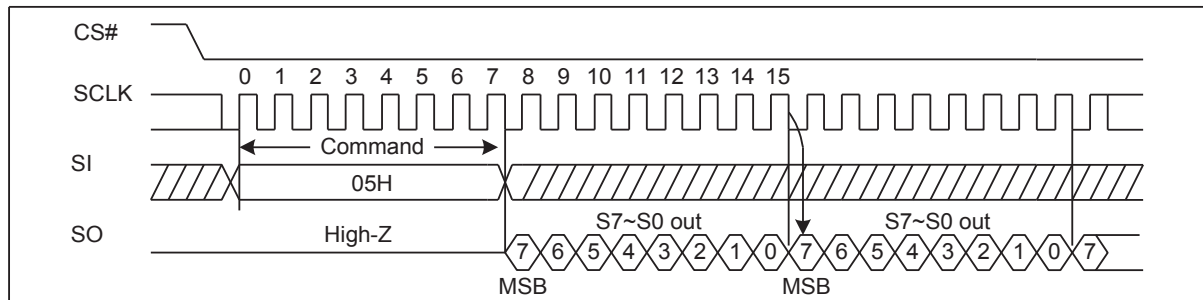 CS#
0 1 2 3 4 5 6 7 8 9 10 11 12 13 14 15
SCLK
Command
SI
05H
S7~S0 out S7~S0 out
SO High-Z
7 6 5 4 3 2 1 0 7 6 5 4 3 2 1 0 7
MSB MSB